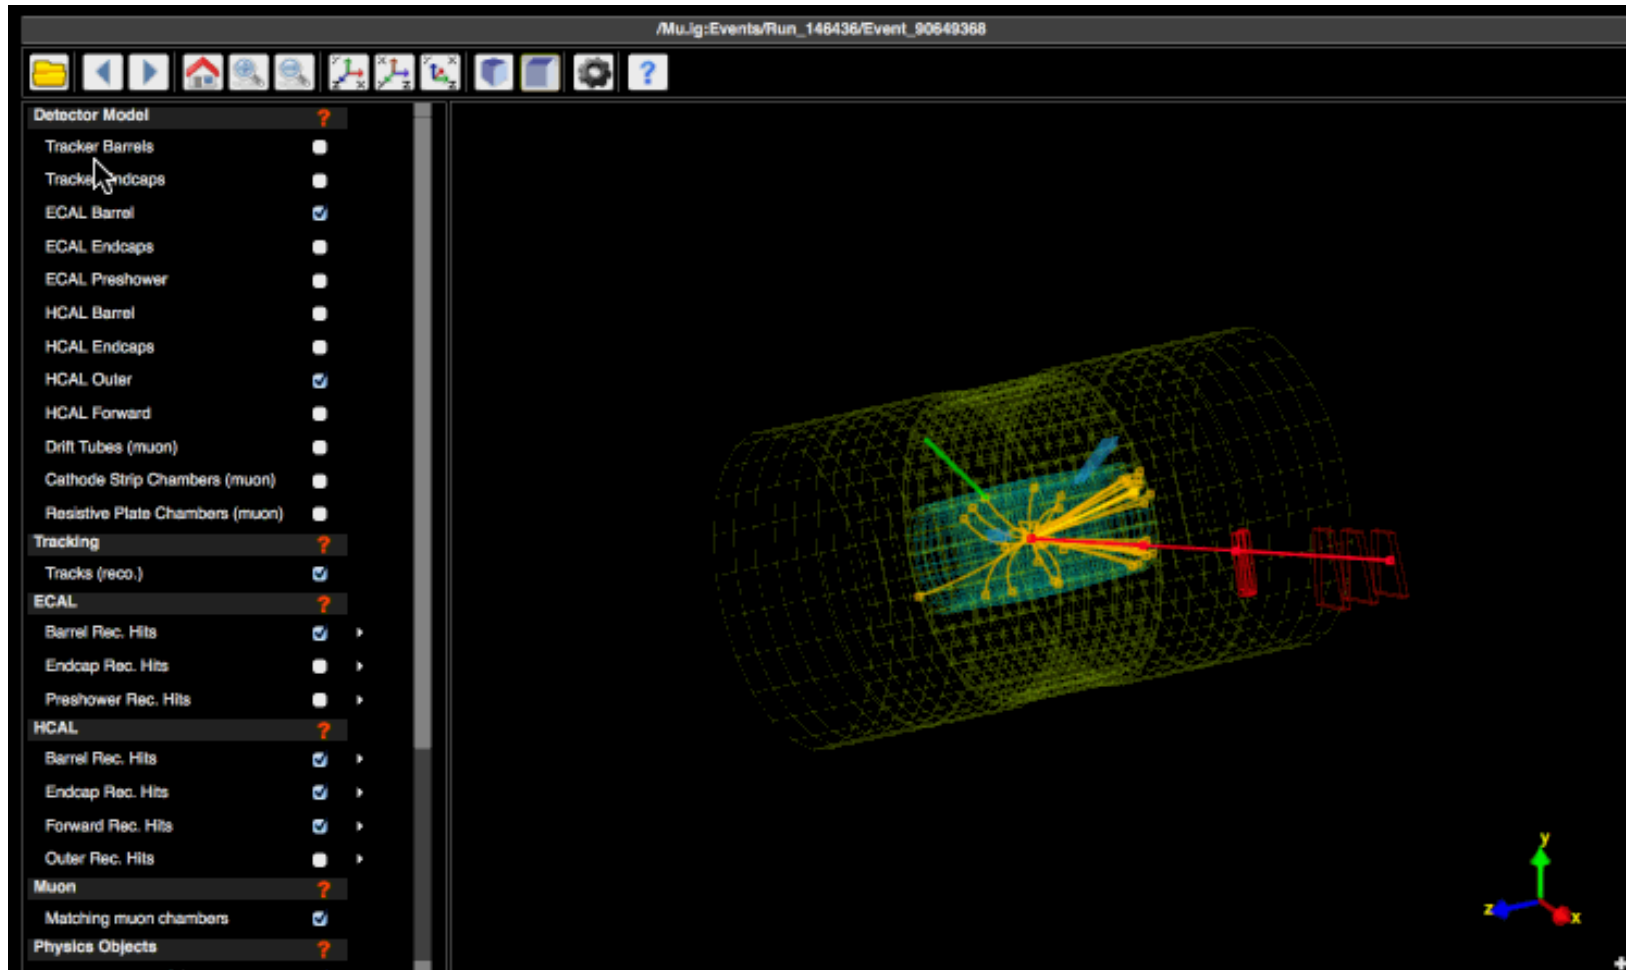 /Mu.ig:Events/Run_146436/Event_90649368
?
Detector Model ?
Tracker Barrels
Tracker Endcaps
ECAL Barrel
ECAL Endcaps
ECAL Preshower
HCAL Barrel
HCAL Endcaps
HCAL Outer
HCAL Forward
Drift Tubes (muon)
Cathode Strip Chambers (muon)
Resistive Plate Chambers (muon)
Tracking ?
Tracks (reco.)
ECAL ?
Barrel Rec. Hits
Endcap Rec. Hits
Preshower Rec. Hits
HCAL ?
Barrel Rec. Hits
Endcap Rec. Hits
Forward Rec. Hits
Outer Rec. Hits
Muon ?
Matching muon chambers
Physics Objects ?
y
z
x